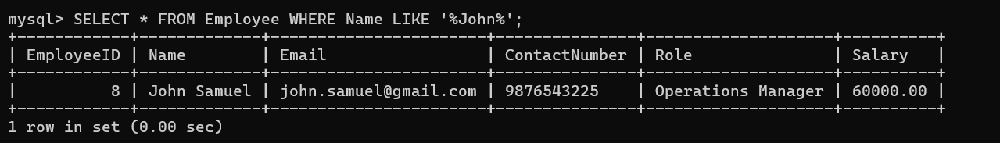 mysql> SELECT * FROM Employee WHERE Name LIKE '%John%';
+------------+-------------+-----------------------+---------------+--------------------+----------+
| EmployeeID | Name        | Email                 | ContactNumber | Role               | Salary   |
+------------+-------------+-----------------------+---------------+--------------------+----------+
|          8 | John Samuel | john.samuel@gmail.com | 9876543225    | Operations Manager | 60000.00 |
+------------+-------------+-----------------------+---------------+--------------------+----------+
1 row in set (0.00 sec)